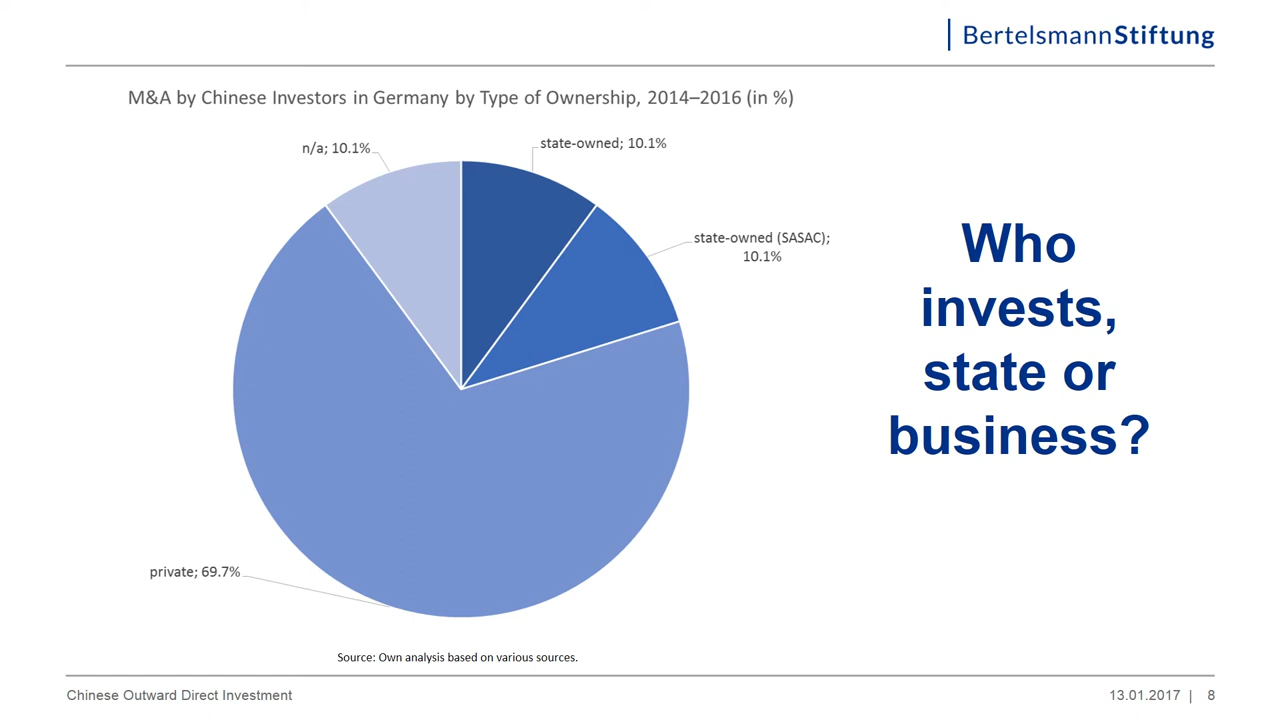 BertelsmannStiftung
M&A by Chinese Investors in Germany by Type of Ownership, 2014–2016 (in %)
n/a; 10.1%
state-owned; 10.1%
state-owned (SASAC);
10.1%
private; 69.7%
Who
invests,
state or
business?
Source: Own analysis based on various sources.
Chinese Outward Direct Investment
13.01.2017 | 8